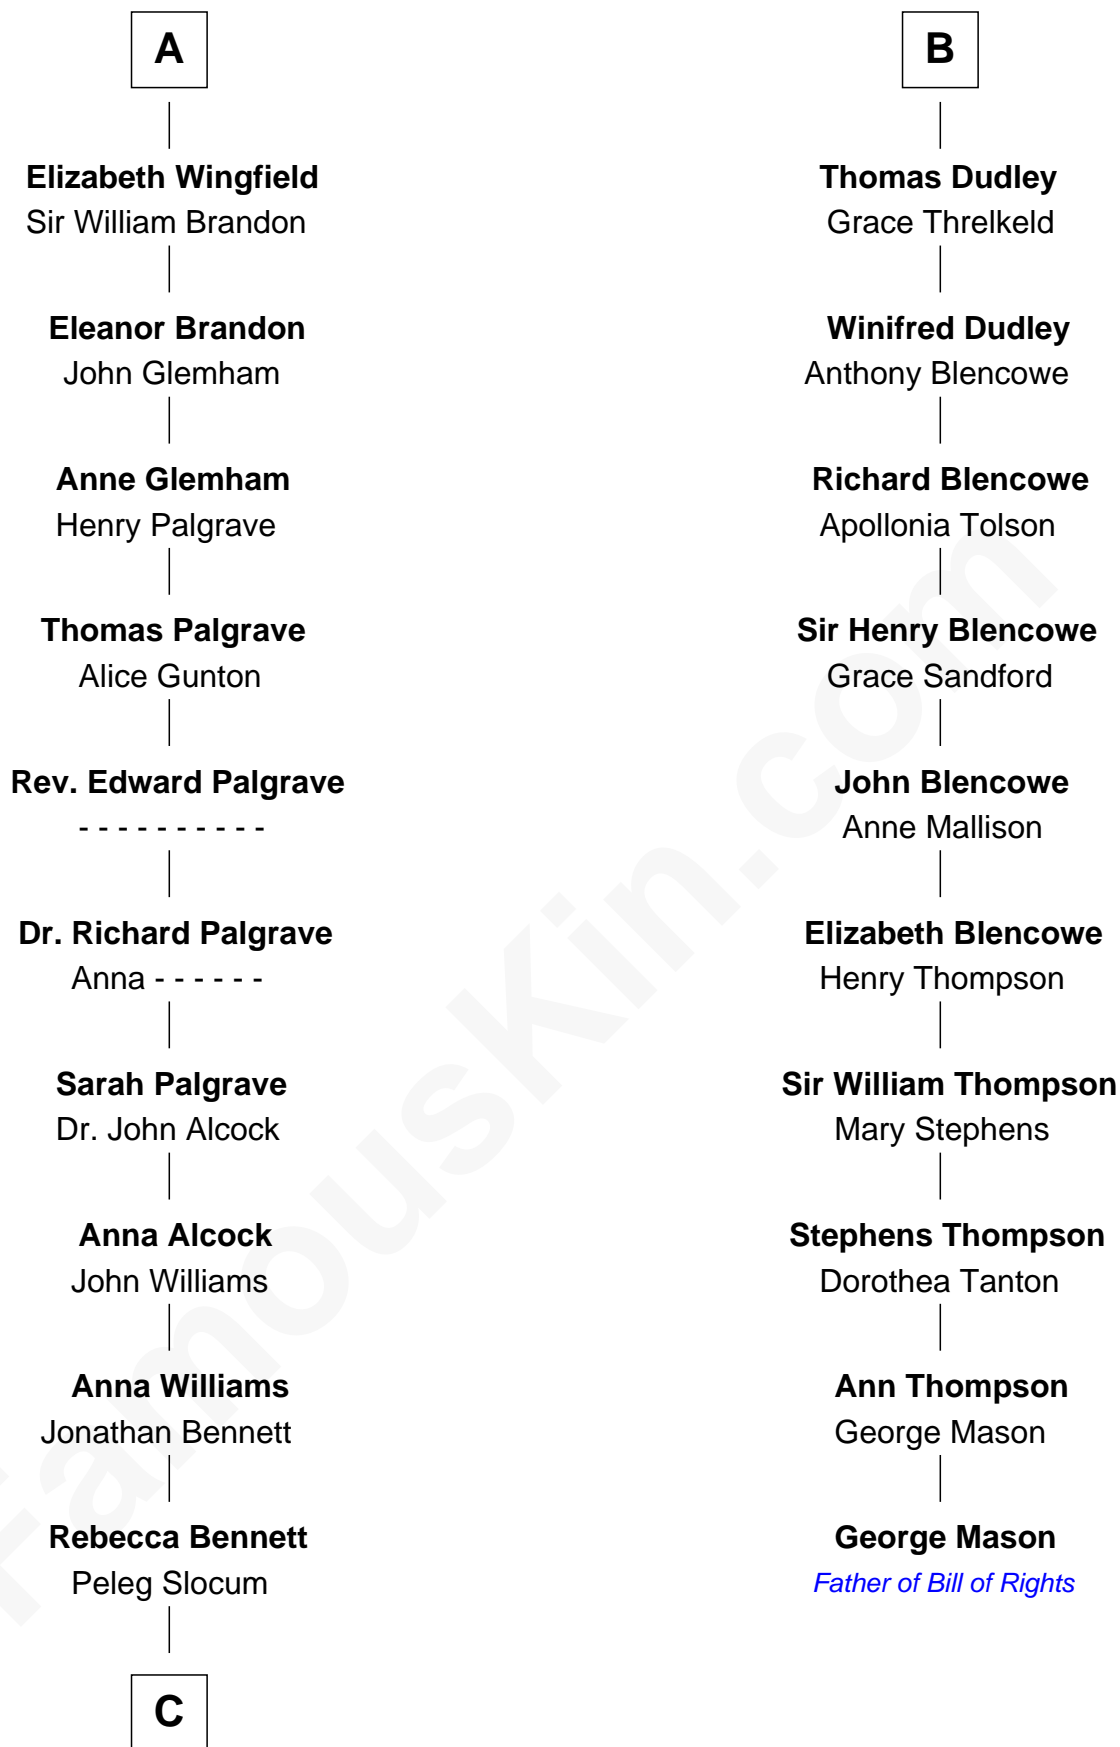 A
Elizabeth Wingfield
Sir William Brandon
Eleanor Brandon
John Glemham
Anne Glemham
Henry Palgrave
Thomas Palgrave
Alice Gunton
Rev. Edward Palgrave
- - - - - - - - - -
Dr. Richard Palgrave
Anna - - - - - -
Sarah Palgrave
Dr. John Alcock
Anna Alcock
John Williams
Anna Williams
Jonathan Bennett
Rebecca Bennett
Peleg Slocum
C
B
Thomas Dudley
Grace Threlkeld
Winifred Dudley
Anthony Blencowe
Richard Blencowe
Apollonia Tolson
Sir Henry Blencowe
Grace Sandford
John Blencowe
Anne Mallison
Elizabeth Blencowe
Henry Thompson
Sir William Thompson
Mary Stephens
Stephens Thompson
Dorothea Tanton
Ann Thompson
George Mason
George Mason
Father of Bill of Rights
FamousKin.com